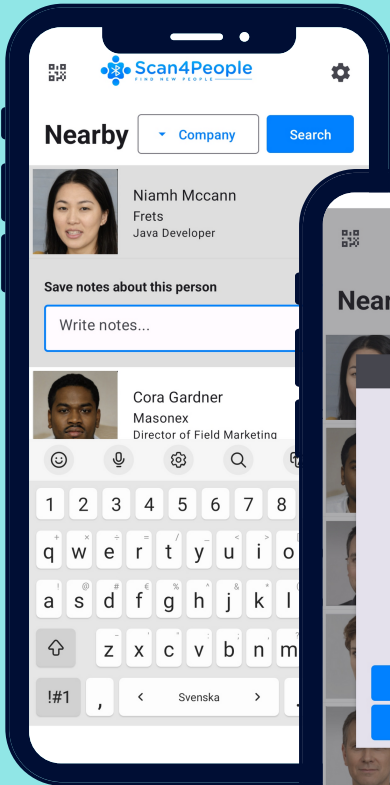 Scan4People
FIND NEW PEOPLE
Nearby
Company
Search
Niamh Mccann
Frets
Java Developer
Save notes about this person
Write notes...
Cora Gardner
Masonex
Director of Field Marketing
1 2 3 4 5 6 7 8
q w e r t y u i o
a s d f g h j k l
z x c v b n m
!#1 , < Svenska > .
Near